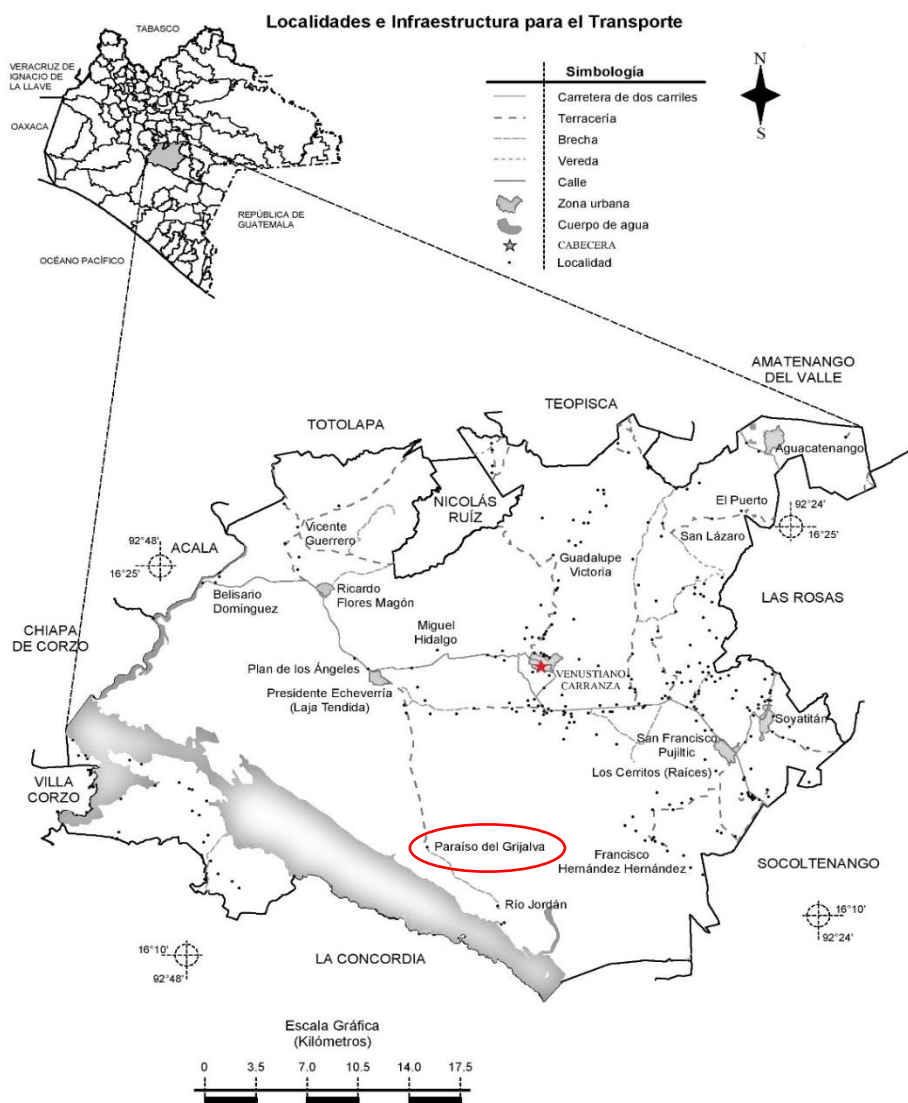 Localidades e Infraestructura para el Transporte
TABASCO
VERACRUZ DE
IGNACIO DE
LA LLAVE
OAXACA
REPÚBLICA DE
GUATEMALA
OCÉANO PACÍFICO
Simbología
Carretera de dos carriles
Terracería
Brecha
Vereda
Calle
Zona urbana
Cuerpo de agua
CABECERA
Localidad
N
S
AMATENANGO
DEL VALLE
TEOPISCA
TOTOLAPA
Aguacatenango
NICOLÁS
RUÍZ
El Puerto
92°24'
16°25'
San Lázaro
Vicente
Guerrero
92°48'
16°25'
ACALA
Guadalupe
Victoria
Belisario
Domínguez
Ricardo
Flores Magón
LAS ROSAS
CHIAPA
DE CORZO
Miguel
Hidalgo
Plan de los Ángeles
VENUSTIANO
CARRANZA
Presidente Echeverría
(Laja Tendida)
Soyatitán
San Francisco
Pujiltic
Los Cerritos (Raíces)
VILLA
CORZO
Paraíso del Grijalva
Francisco
Hernández Hernández
SOCOLTENANGO
Río Jordán
16°10'
92°24'
16°10'
92°48'
LA CONCORDIA
Escala Gráfica
(Kilómetros)
0 3.5 7.0 10.5 14.0 17.5